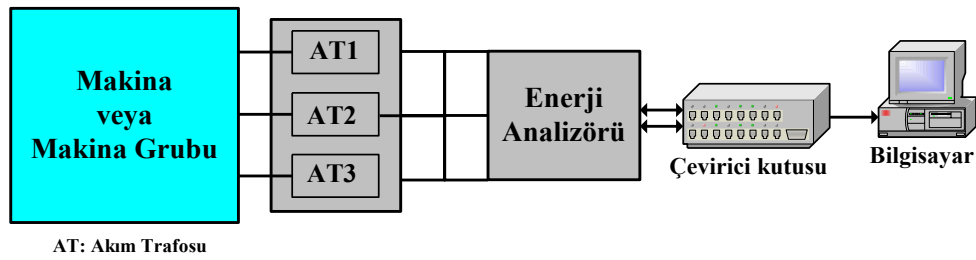 Makina
veya
Makina Grubu
AT1
AT2
AT3
Enerji
Analizörü
Çevirici kutusu
Bilgisayar
AT: Akım Trafosu